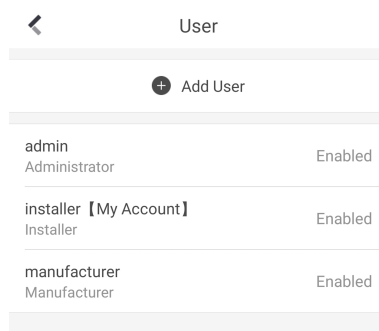 User
Add User
admin
Administrator
Enabled
installer【My Account】
Installer
Enabled
manufacturer
Manufacturer
Enabled